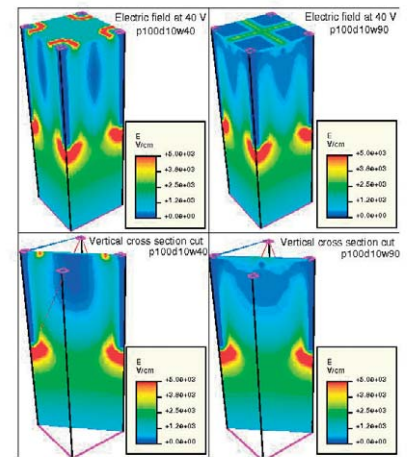 Electric field at 40 V
p100d10w40
E
V/cm
+5.0e+03
+3.8e+03
+2.5e+03
+1.2e+03
+0.0e+00
Electric field at 40 V
p100d10w90
E
V/cm
+5.0e+03
+3.8e+03
+2.5e+03
+1.2e+03
+0.0e+00
Vertical cross section cut
p100d10w40
E
V/cm
+5.0e+03
+3.8e+03
+2.5e+03
+1.2e+03
+0.0e+00
Vertical cross section cut
p100d10w90
E
V/cm
+5.0e+03
+3.8e+03
+2.5e+03
+1.2e+03
+0.0e+00